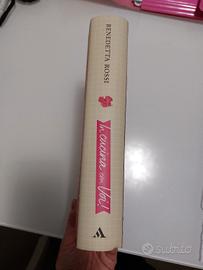 BENEDETTA ROSSI
In cucina con Voi!
Subito